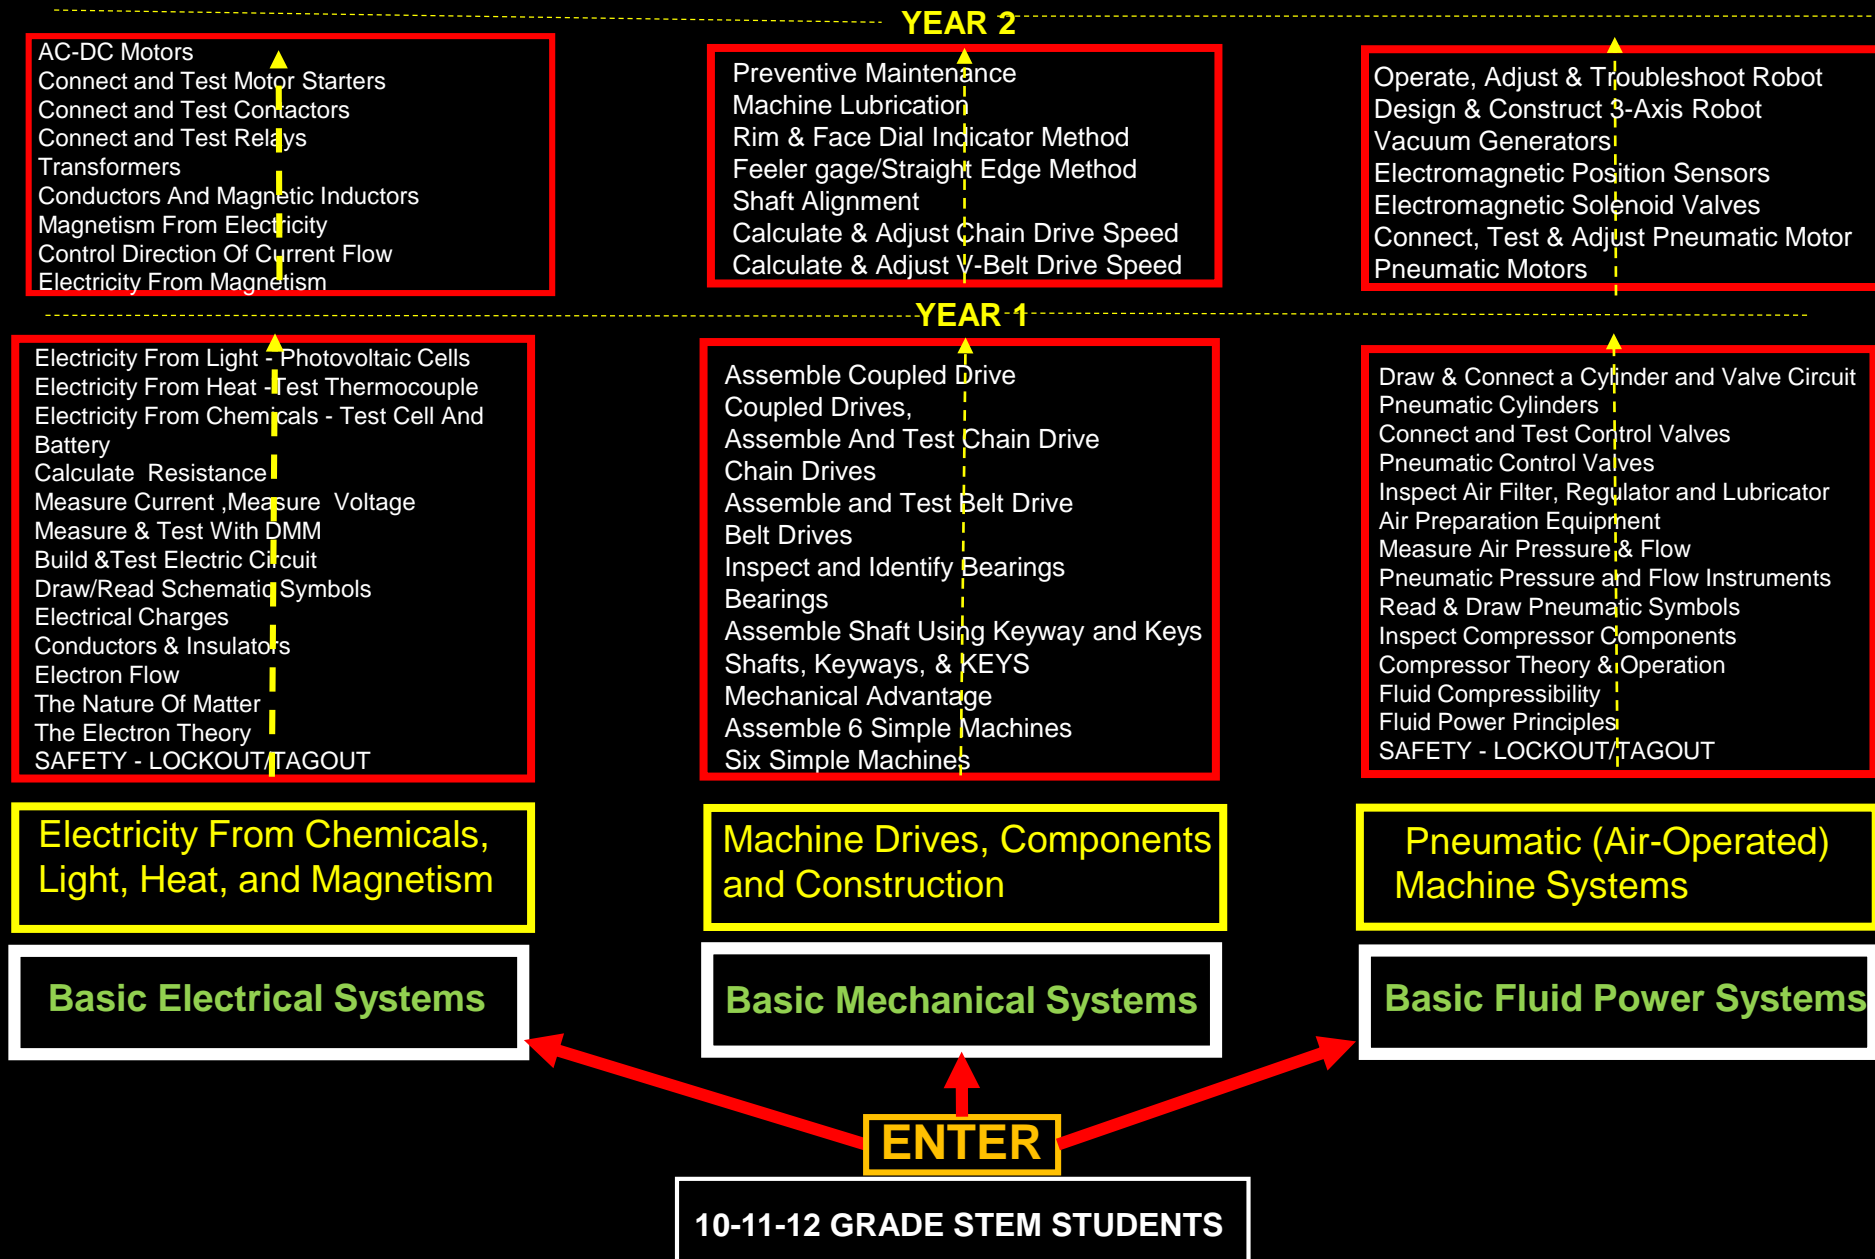 YEAR 2
AC-DC Motors
Connect and Test Motor Starters
Connect and Test Contactors
Connect and Test Relays
Transformers
Conductors And Magnetic Inductors
Magnetism From Electricity
Control Direction Of Current Flow
Electricity From Magnetism
Preventive Maintenance
Machine Lubrication
Rim & Face Dial Indicator Method
Feeler gage/Straight Edge Method
Shaft Alignment
Calculate & Adjust Chain Drive Speed
Calculate & Adjust V-Belt Drive Speed
Operate, Adjust & Troubleshoot Robot
Design & Construct 3-Axis Robot
Vacuum Generators
Electromagnetic Position Sensors
Electromagnetic Solenoid Valves
Connect, Test & Adjust Pneumatic Motor
Pneumatic Motors
YEAR 1
Electricity From Light - Photovoltaic Cells
Electricity From Heat -Test Thermocouple
Electricity From Chemicals - Test Cell And
Battery
Calculate  Resistance
Measure Current ,Measure  Voltage
Measure & Test With DMM
Build &Test Electric Circuit
Draw/Read Schematic Symbols
Electrical Charges
Conductors & Insulators
Electron Flow
The Nature Of Matter
The Electron Theory
SAFETY - LOCKOUT/TAGOUT
Assemble Coupled Drive
Coupled Drives,
Assemble And Test Chain Drive
Chain Drives
Assemble and Test Belt Drive
Belt Drives
Inspect and Identify Bearings
Bearings
Assemble Shaft Using Keyway and Keys
Shafts, Keyways, & KEYS
Mechanical Advantage
Assemble 6 Simple Machines
Six Simple Machines
Draw & Connect a Cylinder and Valve Circuit
Pneumatic Cylinders
Connect and Test Control Valves
Pneumatic Control Valves
Inspect Air Filter, Regulator and Lubricator
Air Preparation Equipment
Measure Air Pressure & Flow
Pneumatic Pressure and Flow Instruments
Read & Draw Pneumatic Symbols
Inspect Compressor Components
Compressor Theory & Operation
Fluid Compressibility
Fluid Power Principles
SAFETY - LOCKOUT/TAGOUT
Electricity From Chemicals,
Light, Heat, and Magnetism
Machine Drives, Components
and Construction
Pneumatic (Air-Operated)
Machine Systems
Basic Electrical Systems
Basic Mechanical Systems
Basic Fluid Power Systems
ENTER
10-11-12 GRADE STEM STUDENTS